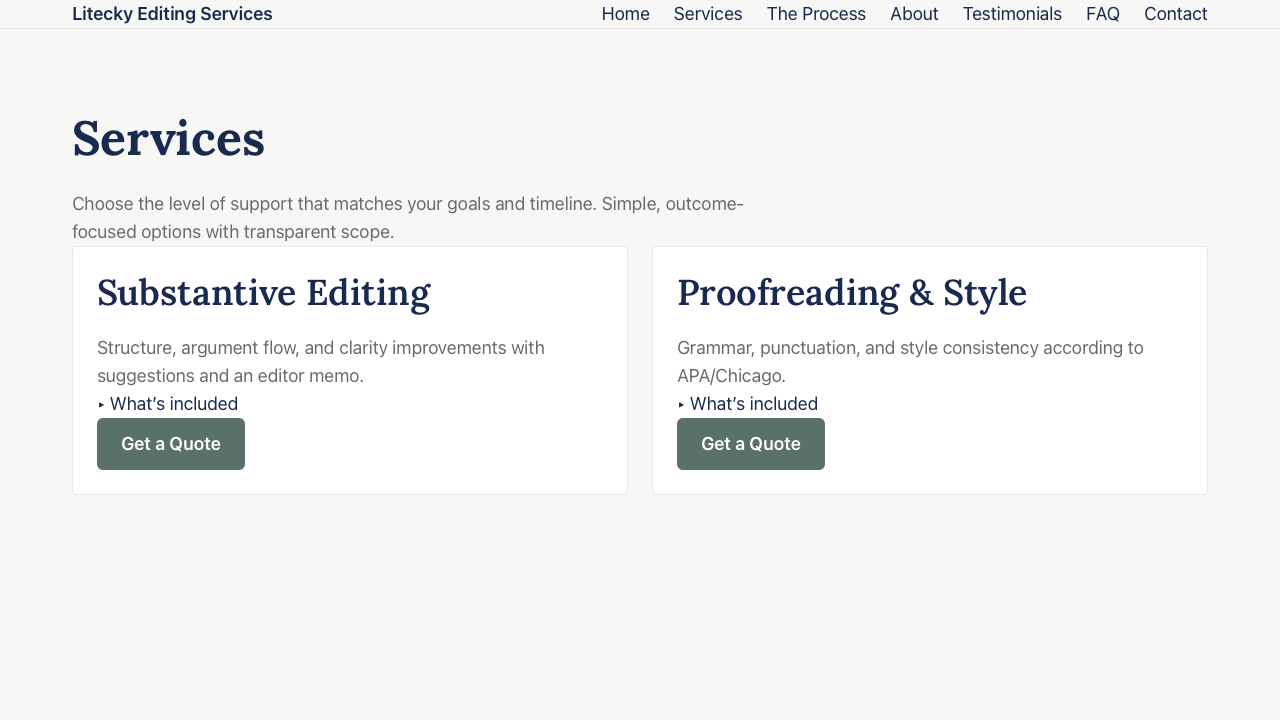 Litecky Editing Services
Home Services The Process About Testimonials FAQ Contact
Services
Choose the level of support that matches your goals and timeline. Simple, outcome-
focused options with transparent scope.
Substantive Editing
Structure, argument flow, and clarity improvements with
suggestions and an editor memo.
▸ What’s included
Get a Quote
Proofreading & Style
Grammar, punctuation, and style consistency according to
APA/Chicago.
▸ What’s included
Get a Quote